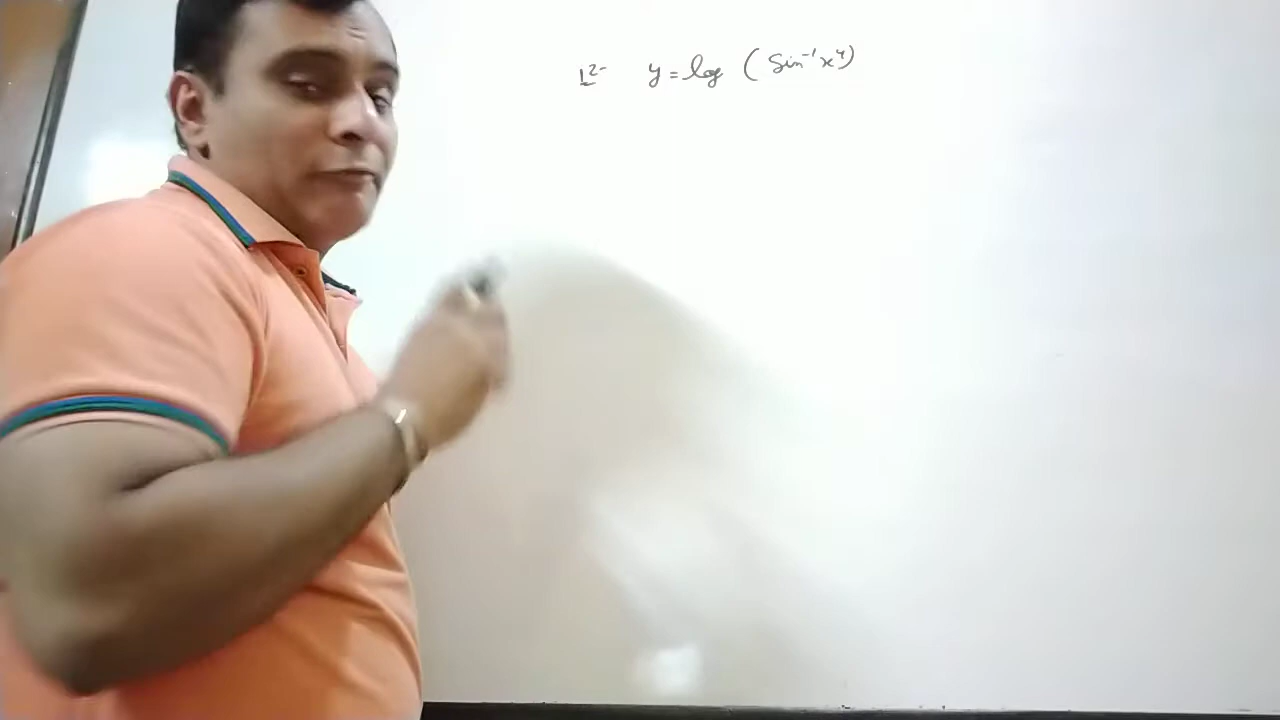 12- y = log (Sin⁻¹x⁴)